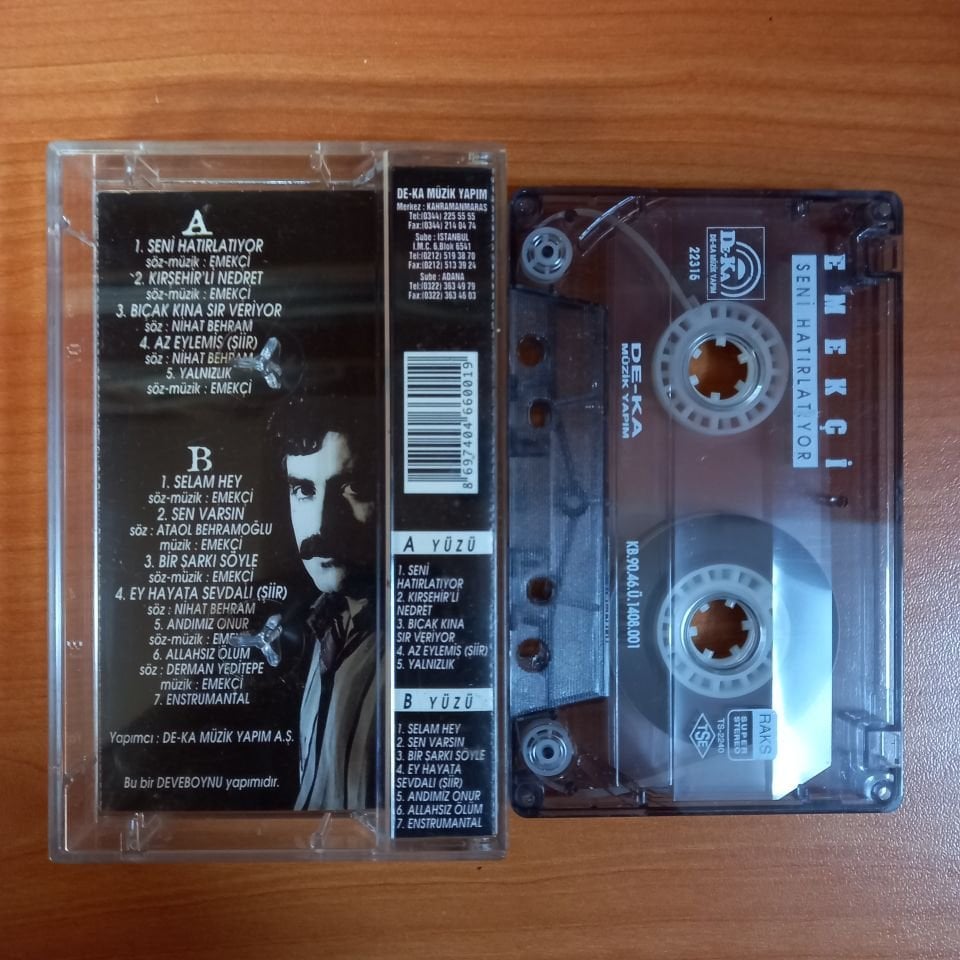 A
1. SENİ HATIRLATIYOR
söz-müzik : EMEKÇİ
2. KIRŞEHİR'Lİ NEDRET
söz-müzik : EMEKÇİ
3. BIÇAK KINA SIR VERİYOR
söz : NİHAT BEHRAM
4. AZ EYLEMİŞ (ŞİİR)
söz : NİHAT BEHRAM
5. YALNIZLIK
söz-müzik : EMEKÇİ
B
1. SELAM HEY
söz-müzik : EMEKÇİ
2. SEN VARSIN
söz : ATAOL BEHRAMOĞLU
müzik : EMEKÇİ
3. BİR ŞARKI SÖYLE
söz-müzik : EMEKÇİ
4. EY HAYATA SEVDALI (ŞİİR)
söz : NİHAT BEHRAM
5. ANDIMIZ ONUR
söz-müzik :
6. ALLAHSIZ ÖLÜM
söz : DERMAN YEDİTEPE
müzik : EMEKÇİ
7. ENSTRUMANTAL
Yapımcı : DE-KA MÜZİK YAPIM A.Ş.
Bu bir DEVEBOYNU yapımıdır.
DE-KA MÜZİK YAPIM
Merkez : KAHRAMANMARAŞ
Tel:(0344) 225 55 55
Fax:(0344) 214 04 74
Şube : İSTANBUL
İ.M.Ç. 6.Blok 6541
Tel:(0212) 519 38 70
Fax:(0212) 513 39 24
Şube : ADANA
Tel:(0322) 363 49 79
Fax:(0322) 363 46 03
8 697404 660019
A YÜZÜ
1. SENİ
HATIRLATIYOR
2. KIRŞEHİR'Lİ
NEDRET
3. BIÇAK KINA
SIR VERİYOR
4. AZ EYLEMİŞ (ŞİİR)
5. YALNIZLIK
B YÜZÜ
1. SELAM HEY
2. SEN VARSIN
3. BİR ŞARKI SÖYLE
4. EY HAYATA
SEVDALI (ŞİİR)
5. ANDIMIZ ONUR
6. ALLAHSIZ ÖLÜM
7. ENSTRUMANTAL
EMEKÇİ
SENİ HATIRLATIYOR
DE-KA
DE-KA MÜZİK YAPIM
22316
DE-KA
MÜZİK YAPIM
KB.90.46.Ü.1408.001
RAKS
SUPER
STEREO
TS-2240
TSE